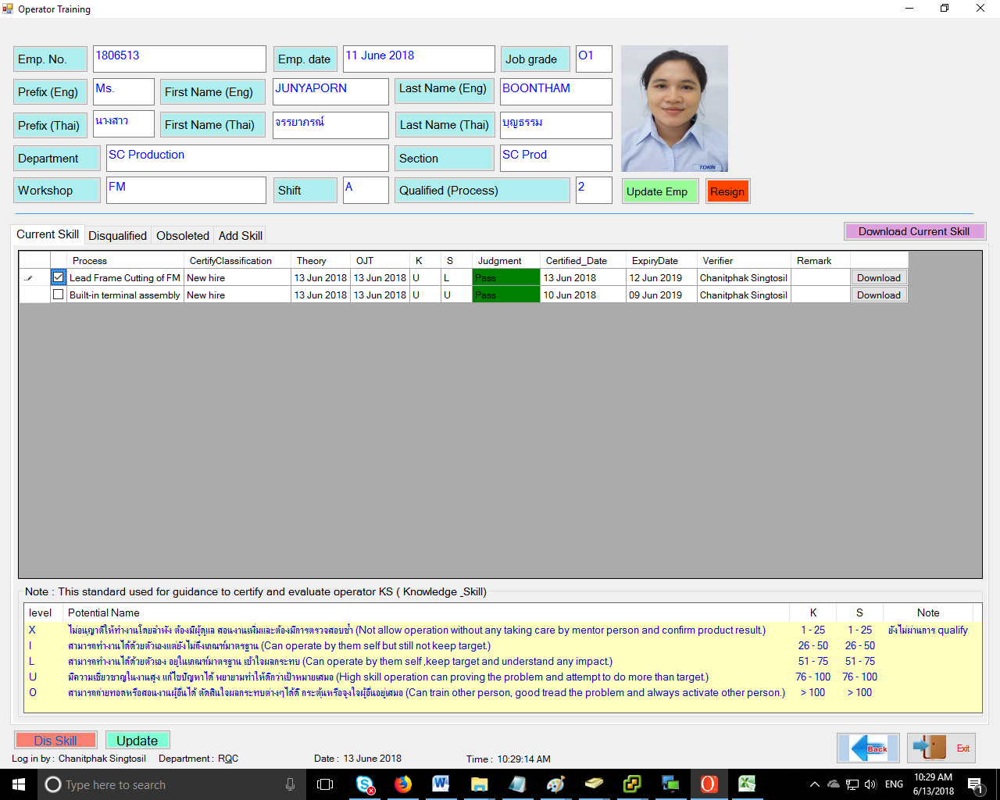 Operator Training
Emp. No. 1806513 Emp. date 11 June 2018 Job grade O1
Prefix (Eng) Ms. First Name (Eng) JUNYAPORN Last Name (Eng) BOONTHAM
Prefix (Thai) นางสาว First Name (Thai) จรรยาภรณ์ Last Name (Thai) บุญธรรม
Department SC Production Section SC Prod
TOKIN
Workshop FM Shift A Qualified (Process) 2 Update Emp Resign
Current Skill Disqualified Obsoleted Add Skill Download Current Skill
Process CertifyClassification Theory OJT K S Judgment Certified_Date ExpiryDate Verifier Remark
Lead Frame Cutting of FM New hire 13 Jun 2018 13 Jun 2018 U L Pass 13 Jun 2018 12 Jun 2019 Chanitphak Singtosil Download
Built-in terminal assembly New hire 13 Jun 2018 13 Jun 2018 U U Pass 10 Jun 2018 09 Jun 2019 Chanitphak Singtosil Download
Note : This standard used for guidance to certify and evaluate operator KS ( Knowledge _Skill)
level Potential Name K S Note
X ไม่อนุญาติให้ทำงานโดยลำพัง ต้องมีผู้ดูแล สอนงานเพิ่มและต้องมีการตรวจสอบซ้ำ (Not allow operation without any taking care by mentor person and confirm product result.) 1 - 25 1 - 25 ยังไม่ผ่านการ qualify
I สามารถทำงานได้ด้วยตัวเองแต่ยังไม่ถึงเกณฑ์มาตรฐาน (Can operate by them self but still not keep target.) 26 - 50 26 - 50
L สามารถทำงานได้ด้วยตัวเอง อยู่ในเกณฑ์มาตรฐาน เข้าใจผลกระทบ (Can operate by them self ,keep target and understand any impact.) 51 - 75 51 - 75
U มีความเชี่ยวชาญในงานสูง แก้ไขปัญหาได้ พยายามทำให้ดีกว่าเป้าหมายเสมอ (High skill operation can proving the problem and attempt to do more than target.) 76 - 100 76 - 100
O สามารถถ่ายทอดหรือสอนงานผู้อื่นได้ ตัดสินใจผลกระทบต่างๆได้ดี กระตุ้นหรือจูงใจผู้อื่นอยู่เสมอ (Can train other person, good tread the problem and always activate other person.) > 100 > 100
Dis Skill Update Back Exit
Log in by : Chanitphak Singtosil Department : RQC Date : 13 June 2018 Time : 10:29:14 AM
Type here to search ENG 10:29 AM
6/13/2018 1